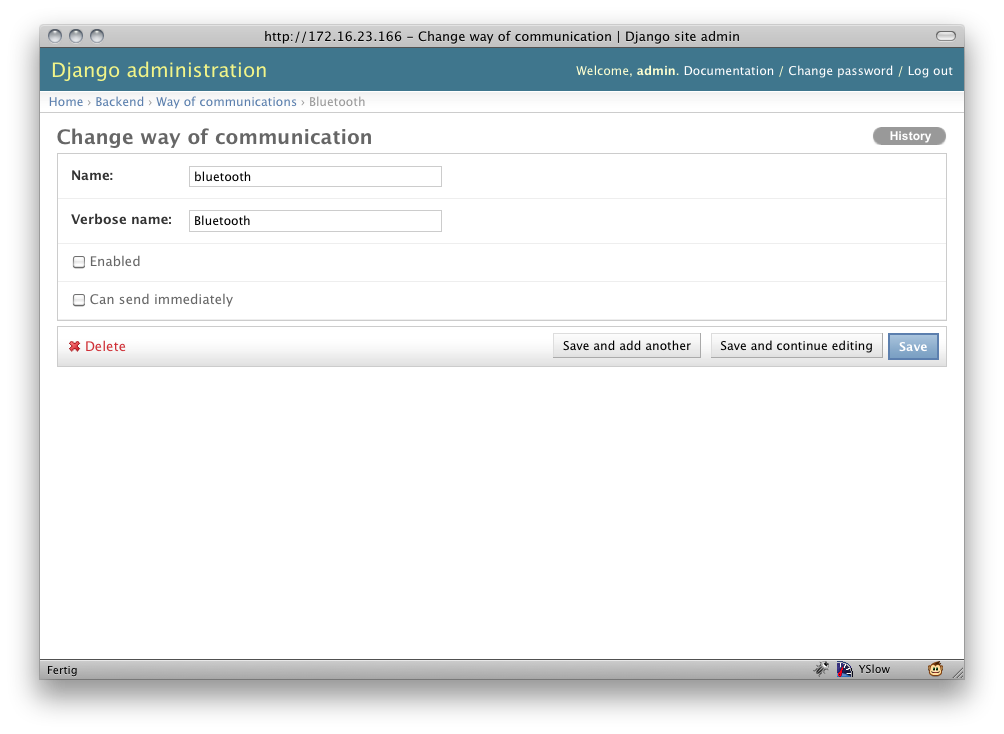 http://172.16.23.166 – Change way of communication | Django site admin
Django administration
Welcome, admin. Documentation / Change password / Log out
Home › Backend › Way of communications › Bluetooth
Change way of communication
History
Name:
bluetooth
Verbose name:
Bluetooth
Enabled
Can send immediately
Delete
Save and add another
Save and continue editing
Save
Fertig
YSlow